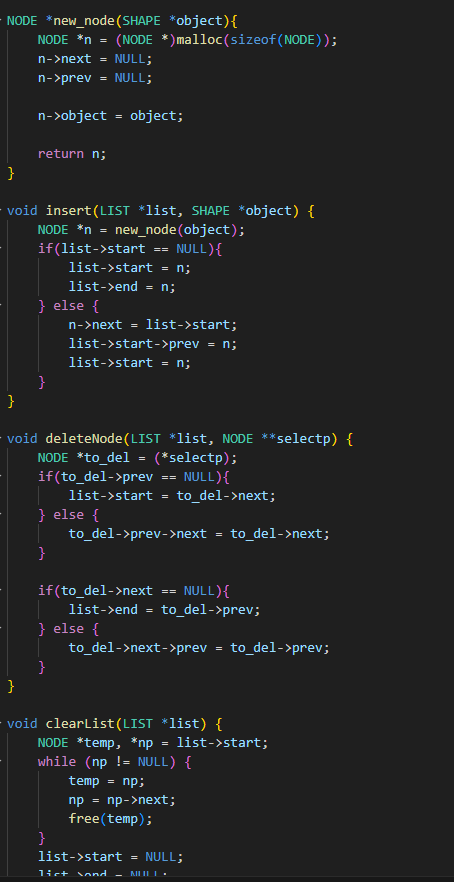 NODE *new_node(SHAPE *object){
    NODE *n = (NODE *)malloc(sizeof(NODE));
    n->next = NULL;
    n->prev = NULL;

    n->object = object;

    return n;
}

void insert(LIST *list, SHAPE *object) {
    NODE *n = new_node(object);
    if(list->start == NULL){
        list->start = n;
        list->end = n;
    } else {
        n->next = list->start;
        list->start->prev = n;
        list->start = n;
    }
}

void deleteNode(LIST *list, NODE **selectp) {
    NODE *to_del = (*selectp);
    if(to_del->prev == NULL){
        list->start = to_del->next;
    } else {
        to_del->prev->next = to_del->next;
    }

    if(to_del->next == NULL){
        list->end = to_del->prev;
    } else {
        to_del->next->prev = to_del->prev;
    }
}

void clearList(LIST *list) {
    NODE *temp, *np = list->start;
    while (np != NULL) {
        temp = np;
        np = np->next;
        free(temp);
    }
    list->start = NULL;
    list->end = NULL;